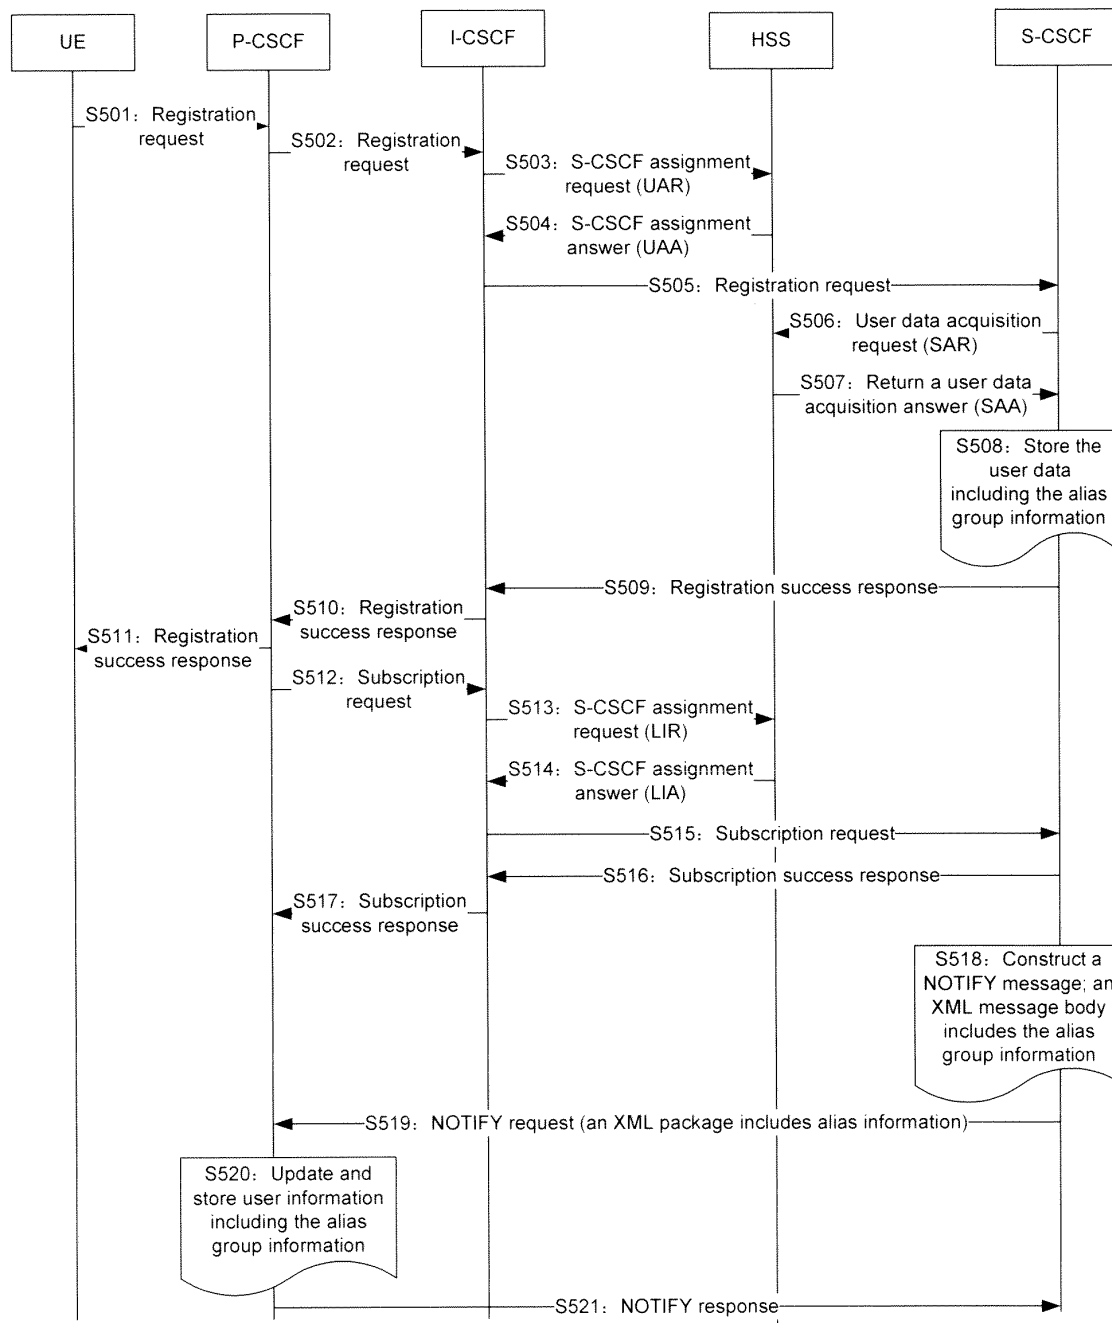 UE
P-CSCF
I-CSCF
HSS
S-CSCF
S501: Registration
request
S502: Registration
request
S503: S-CSCF assignment
request (UAR)
S504: S-CSCF assignment
answer (UAA)
S505: Registration request
S506: User data acquisition
request (SAR)
S507: Return a user data
acquisition answer (SAA)
S508: Store the
user data
including the alias
group information
S509: Registration success response
S510: Registration
success response
S511: Registration
success response
S512: Subscription
request
S513: S-CSCF assignment
request (LIR)
S514: S-CSCF assignment
answer (LIA)
S515: Subscription request
S516: Subscription success response
S517: Subscription
success response
S518: Construct a
NOTIFY message; an
XML message body
includes the alias
group information
S519: NOTIFY request (an XML package includes alias information)
S520: Update and
store user information
including the alias
group information
S521: NOTIFY response